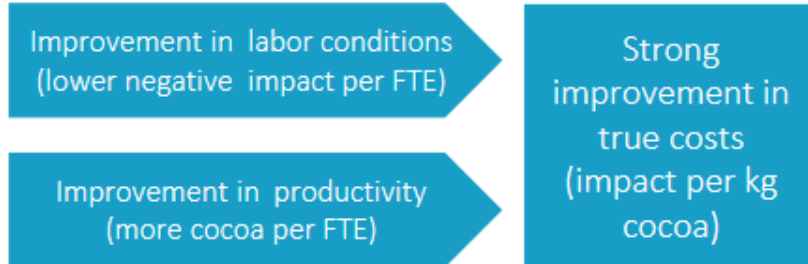 Improvement in labor conditions
(lower negative impact per FTE)
Improvement in productivity
(more cocoa per FTE)
Strong
improvement in
true costs
(impact per kg
cocoa)